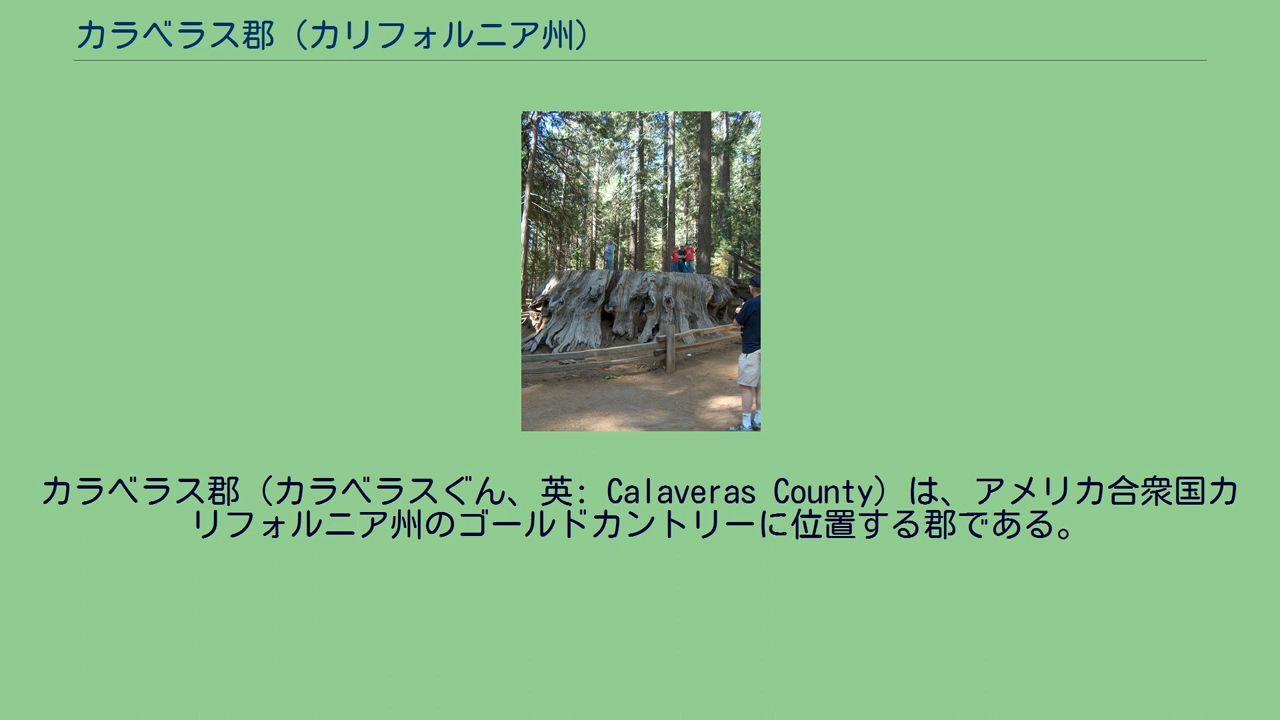 カラベラス郡（カリフォルニア州）
カラベラス郡（カラベラスぐん、英: Calaveras County）は、アメリカ合衆国カ
リフォルニア州のゴールドカントリーに位置する郡である。